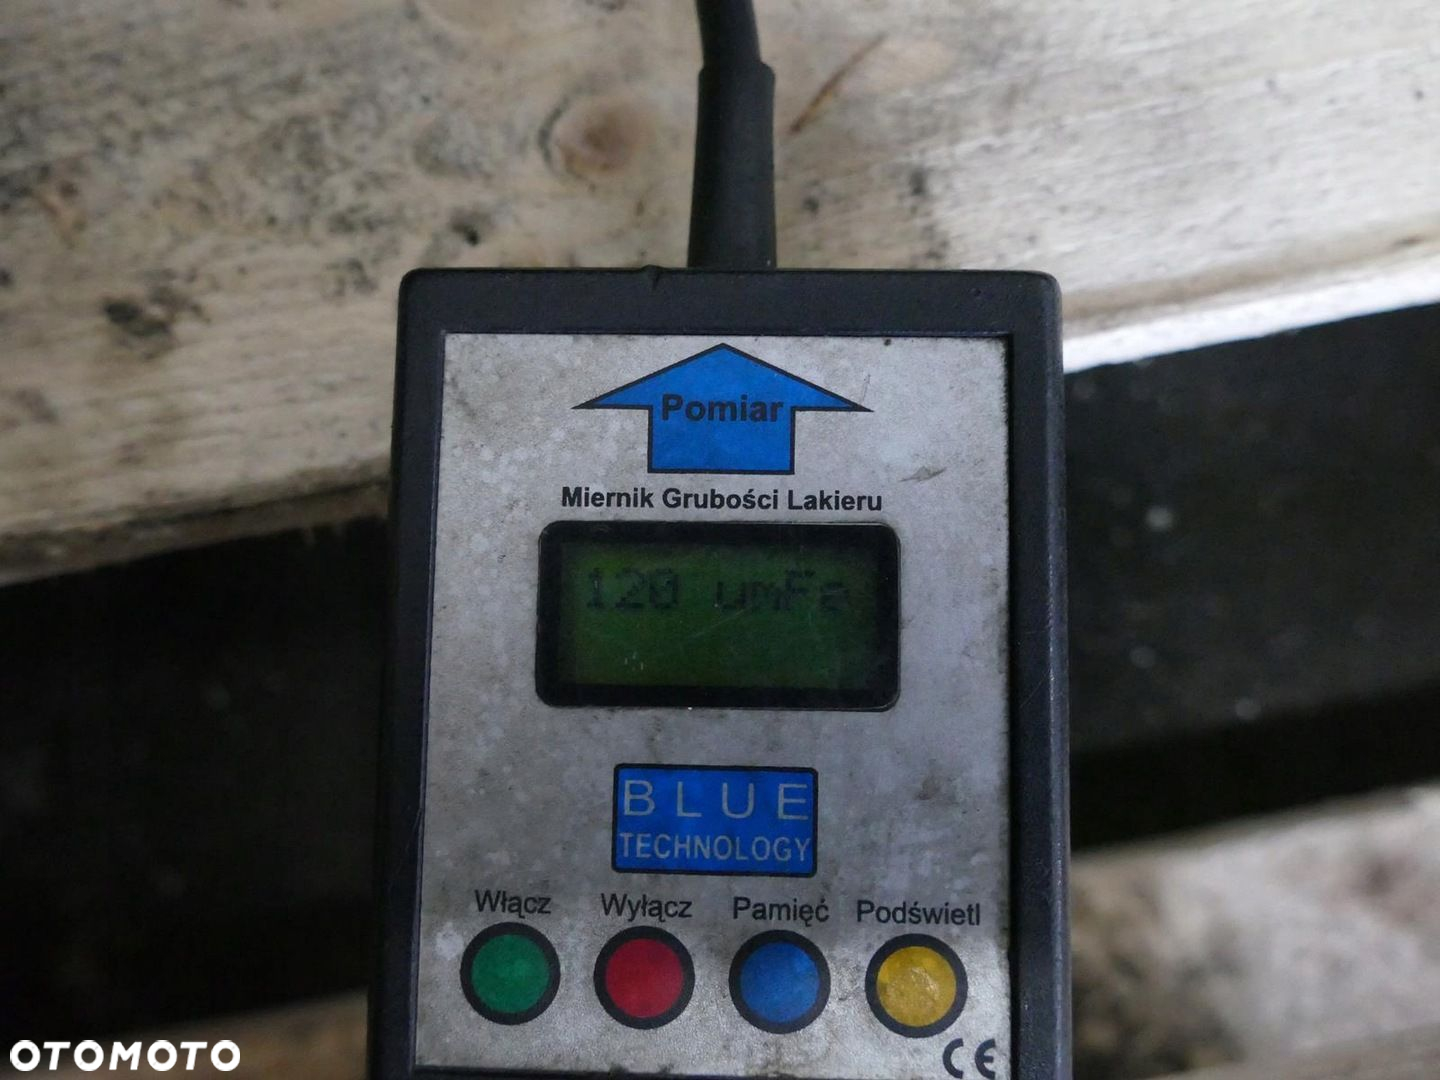 Pomiar
Miernik Grubości Lakieru
120 umFe
BLUE
TECHNOLOGY
Włącz Wyłącz Pamięć Podświetl
CE
OTOMOTO